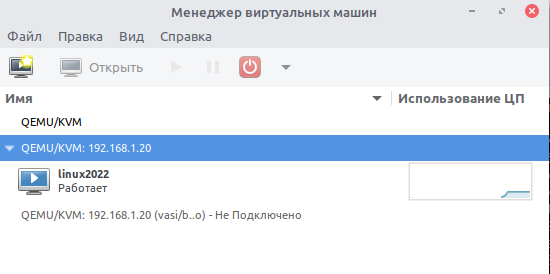 Менеджер виртуальных машин
Файл Правка Вид Справка
Открыть
Имя Использование ЦП
QEMU/KVM
QEMU/KVM: 192.168.1.20
linux2022
Работает
QEMU/KVM: 192.168.1.20 (vasi/b..o) - Не Подключено